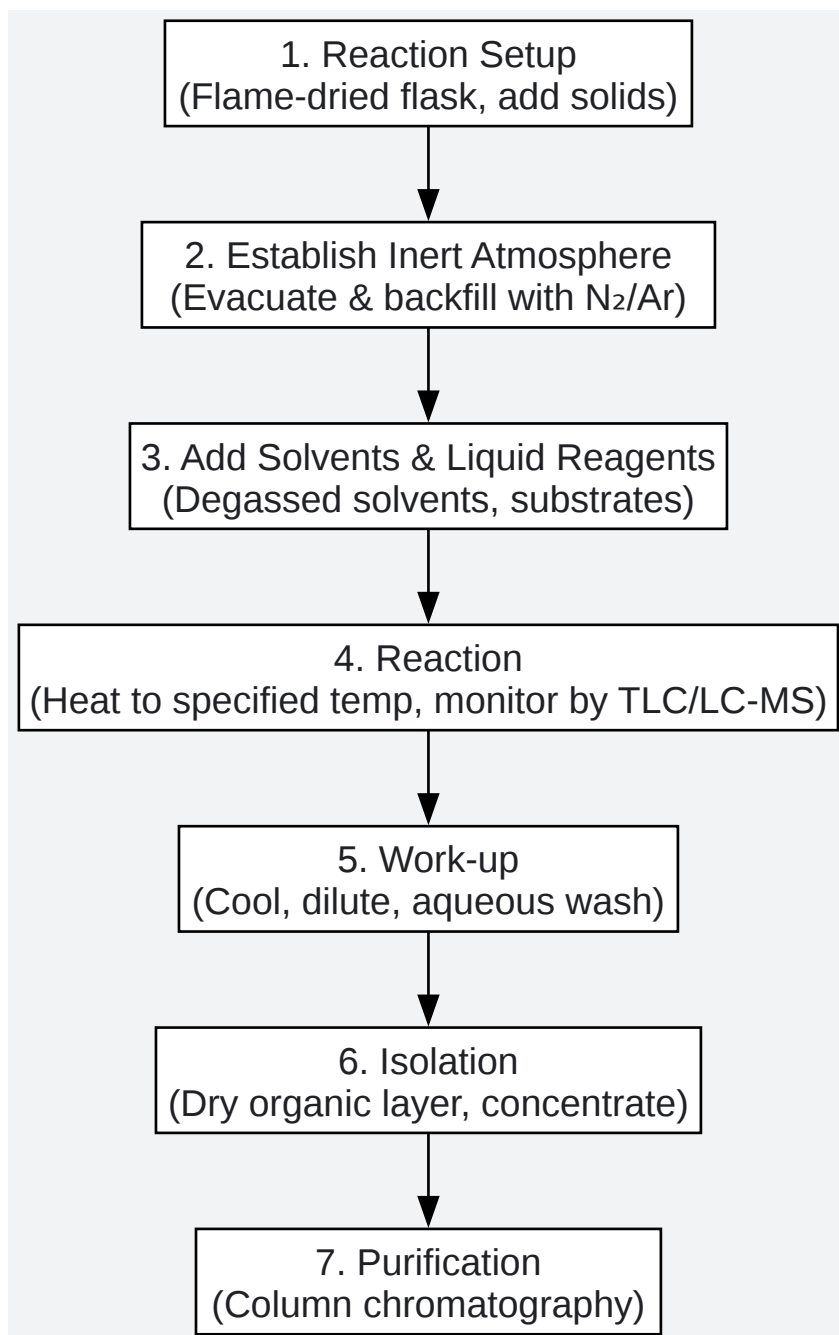 1. Reaction Setup
(Flame-dried flask, add solids)
2. Establish Inert Atmosphere
(Evacuate & backfill with N₂/Ar)
3. Add Solvents & Liquid Reagents
(Degassed solvents, substrates)
4. Reaction
(Heat to specified temp, monitor by TLC/LC-MS)
5. Work-up
(Cool, dilute, aqueous wash)
6. Isolation
(Dry organic layer, concentrate)
7. Purification
(Column chromatography)